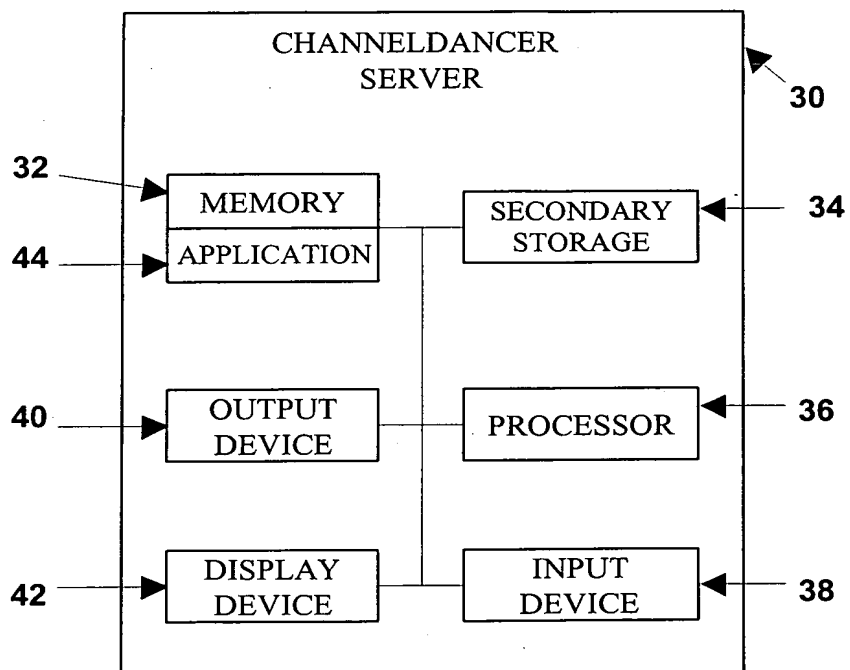 CHANNELDANCER
SERVER
30
32
MEMORY
SECONDARY
STORAGE
34
44
APPLICATION
40
OUTPUT
DEVICE
PROCESSOR
36
42
DISPLAY
DEVICE
INPUT
DEVICE
38